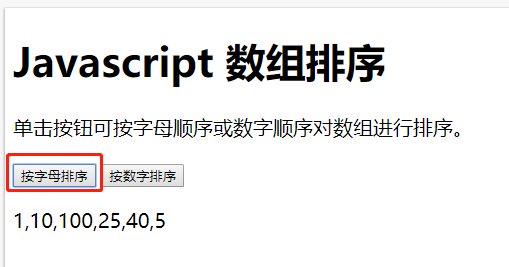 Javascript 数组排序
单击按钮可按字母顺序或数字顺序对数组进行排序。
按字母排序 按数字排序
1,10,100,25,40,5